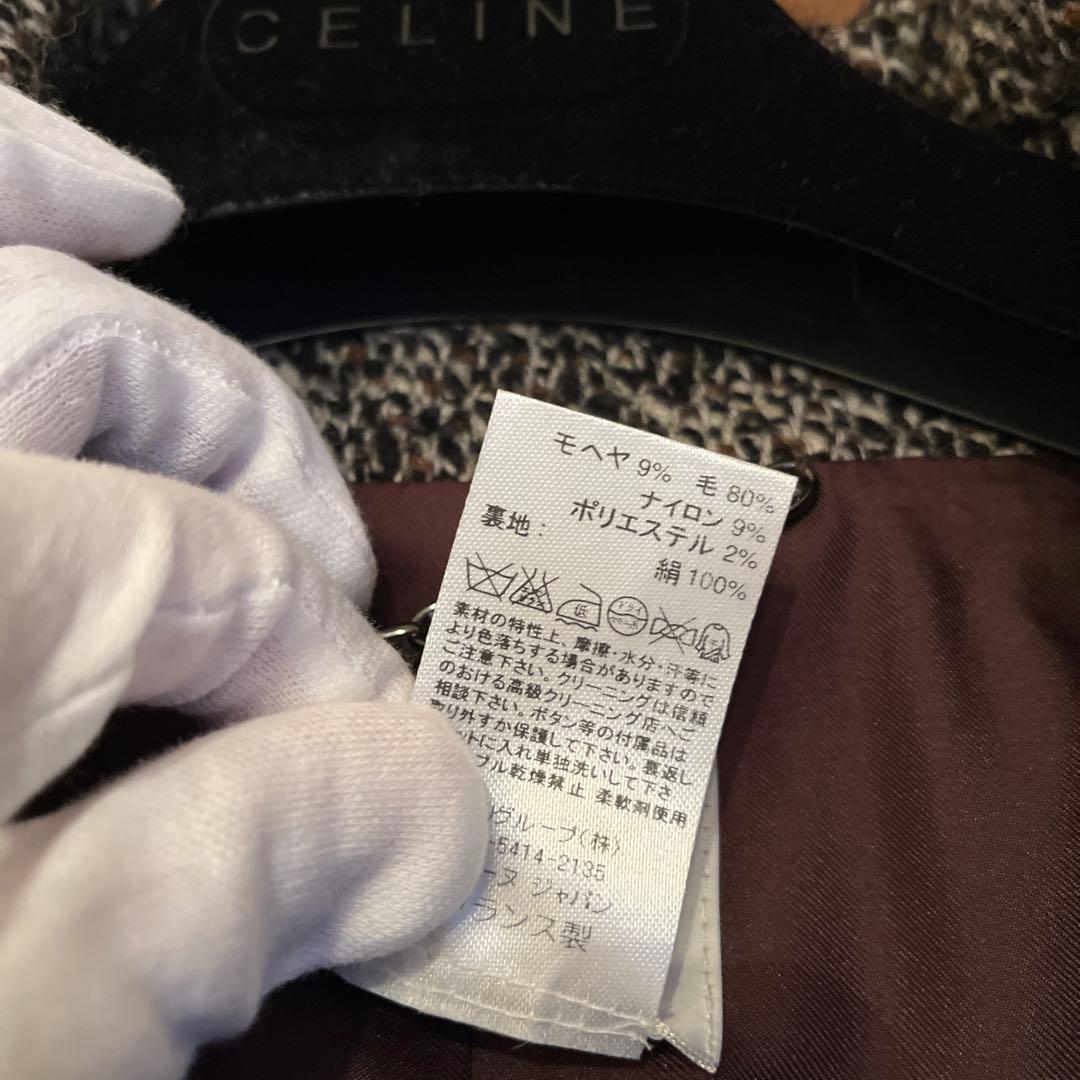 CELINE
モヘヤ 9% 毛 80%
ナイロン 9%
ポリエステル 2%
裏地:
絹 100%
低
ドライ
素材の特性上、摩擦・水分・汗等に
より色落ちする場合がありますので
ご注意下さい。クリーニングは信頼
のおける高級クリーニング店へご
相談下さい。ボタン等の付属品は
取り外すか保護して下さい。裏返し
ットに入れ単独洗いして下さ
ブル乾燥禁止 柔軟剤使用
グループ(株)
-5414-2135
ーヌ ジャパン
ランス製